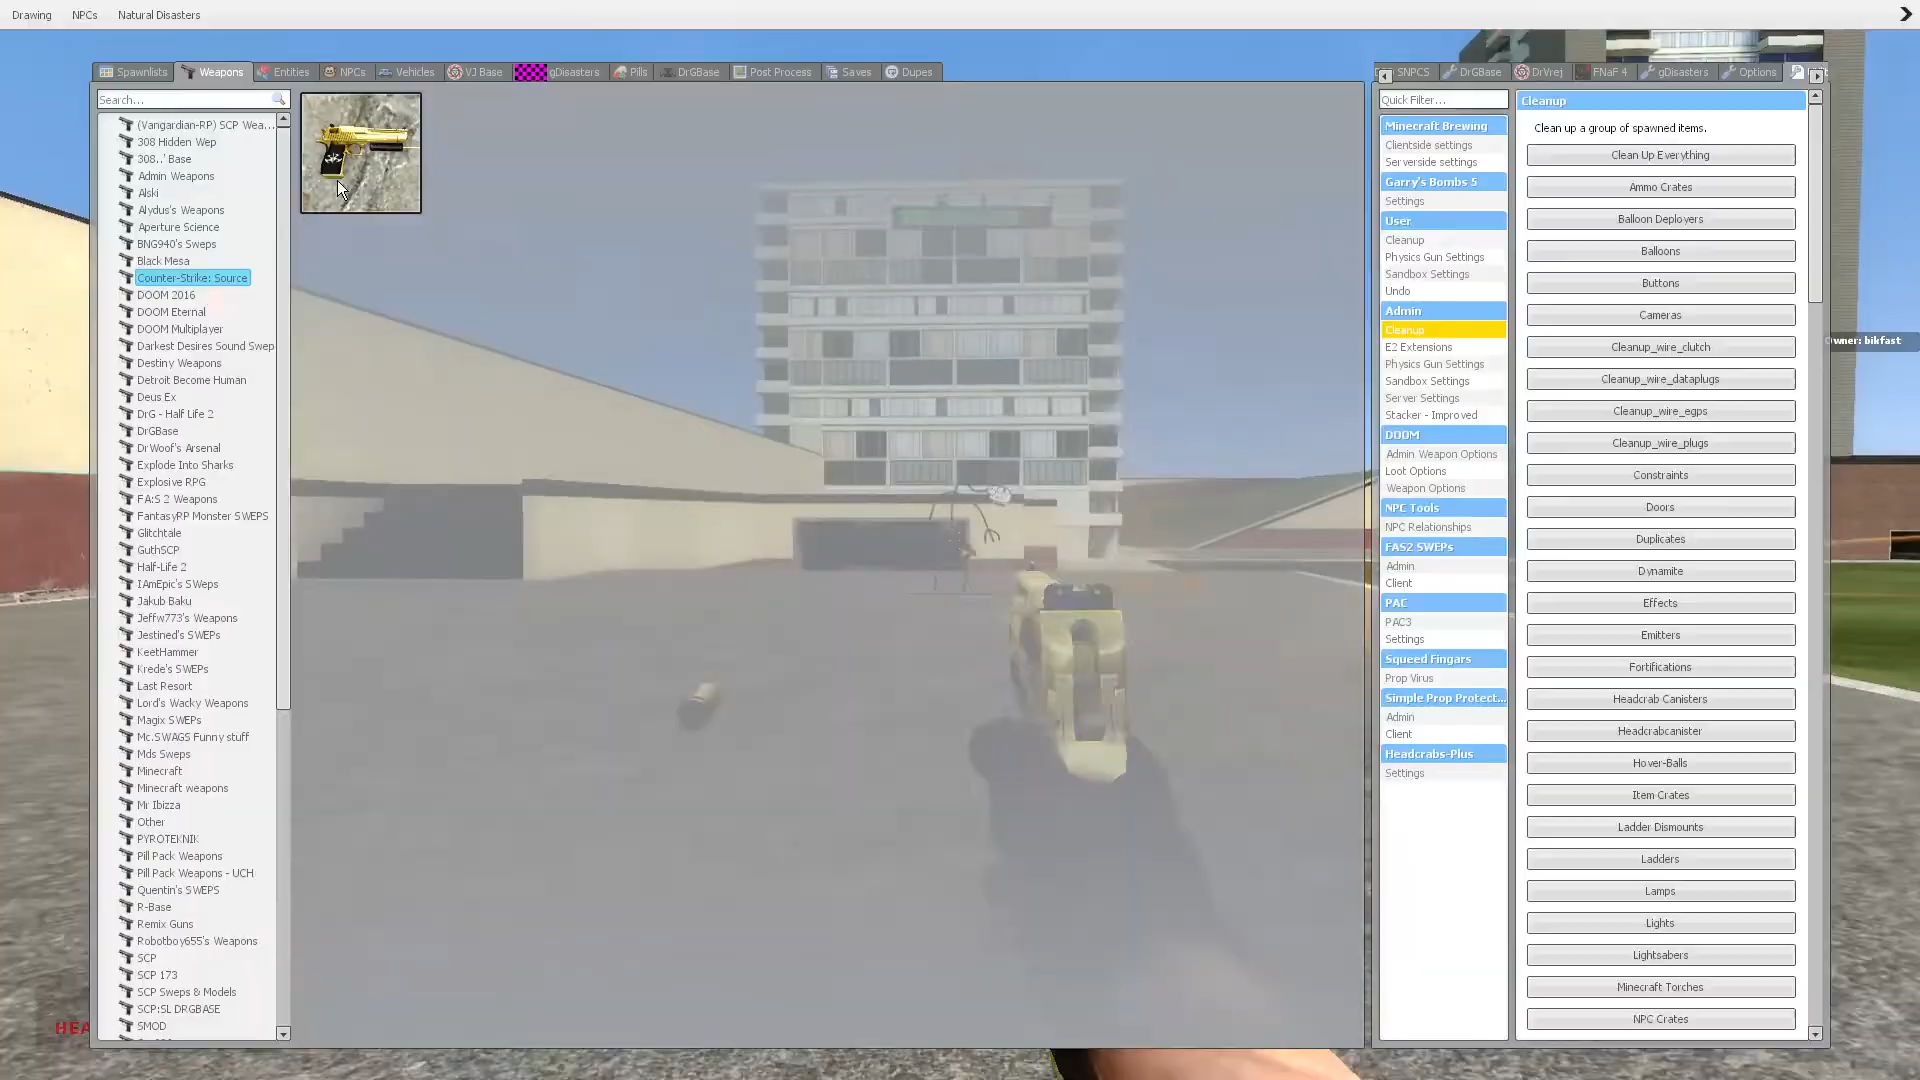 Drawing NPCs Natural Disasters
Spawnlists Weapons Entities NPCs Vehicles VJ Base gDisasters Pills DrGBase Post Process Saves Dupes
SNPCS DrGBase DrVrej FNaF 4 gDisasters Options
Search...
(Vangardian-RP) SCP Wea...
308 Hidden Wep
308..' Base
Admin Weapons
Alski
Alydus's Weapons
Aperture Science
BNG940's Sweps
Black Mesa
Counter-Strike: Source
DOOM 2016
DOOM Eternal
DOOM Multiplayer
Darkest Desires Sound Swep
Destiny Weapons
Detroit Become Human
Deus Ex
DrG - Half Life 2
DrGBase
DrWoof's Arsenal
Explode Into Sharks
Explosive RPG
FA:S 2 Weapons
FantasyRP Monster SWEPS
Glitchtale
GuthSCP
Half-Life 2
IAmEpic's SWeps
Jakub Baku
Jeffw773's Weapons
Jestined's SWEPs
KeetHammer
Krede's SWEPs
Last Resort
Lord's Wacky Weapons
Magix SWEPs
Mc.SWAGS Funny stuff
Mds Sweps
Minecraft
Minecraft weapons
Mr Ibizza
Other
PYROTEKNIK
Pill Pack Weapons
Pill Pack Weapons - UCH
Quentin's SWEPS
R-Base
Remix Guns
Robotboy655's Weapons
SCP
SCP 173
SCP Sweps & Models
SCP:SL DRGBASE
SMOD
HEA
Quick Filter...
Minecraft Brewing
Clientside settings
Serverside settings
Garry's Bombs 5
Settings
User
Cleanup
Physics Gun Settings
Sandbox Settings
Undo
Admin
Cleanup
E2 Extensions
Physics Gun Settings
Sandbox Settings
Server Settings
Stacker - Improved
DOOM
Admin Weapon Options
Loot Options
Weapon Options
NPC Tools
NPC Relationships
FAS2 SWEPs
Admin
Client
PAC
PAC3
Settings
Squeed Fingars
Prop Virus
Simple Prop Protect...
Admin
Client
Headcrabs-Plus
Settings
Cleanup
Clean up a group of spawned items.
Clean Up Everything
Ammo Crates
Balloon Deployers
Balloons
Buttons
Cameras
Cleanup_wire_clutch
Cleanup_wire_dataplugs
Cleanup_wire_egps
Cleanup_wire_plugs
Constraints
Doors
Duplicates
Dynamite
Effects
Emitters
Fortifications
Headcrab Canisters
Headcrabcanister
Hover-Balls
Item Crates
Ladder Dismounts
Ladders
Lamps
Lights
Lightsabers
Minecraft Torches
NPC Crates
Owner: bikfast